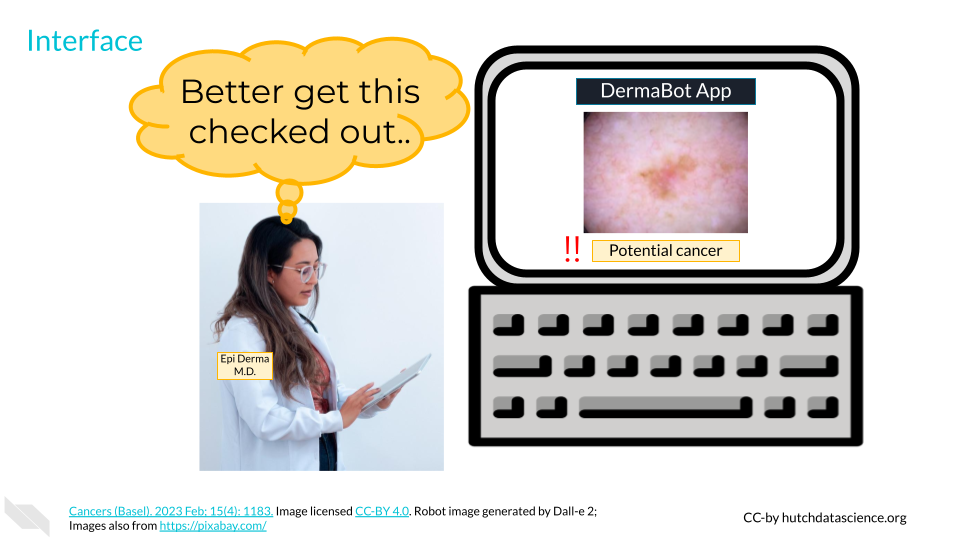 Interface
Better get this
checked out..
DermaBot App
!! Potential cancer
Epi Derma
M.D.
Cancers (Basel). 2023 Feb; 15(4): 1183. Image licensed CC-BY 4.0. Robot image generated by Dall-e 2;
Images also from https://pixabay.com/
CC-by hutchdatascience.org